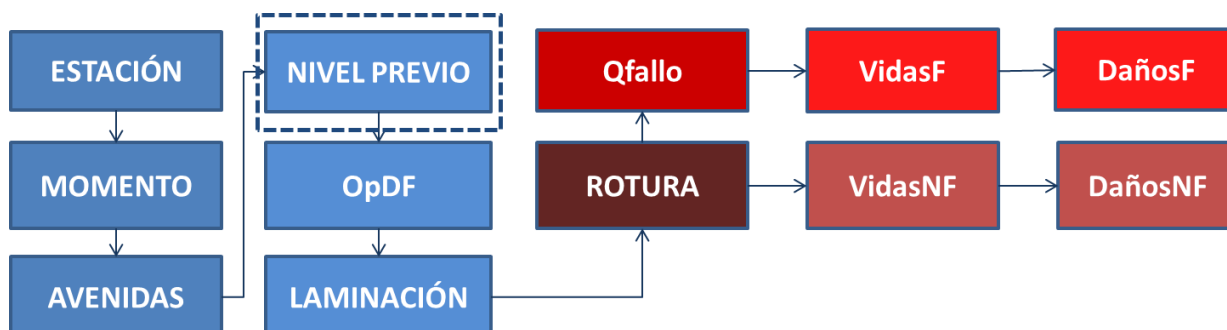 ESTACIÓN
MOMENTO
AVENIDAS
NIVEL PREVIO
OpDF
LAMINACIÓN
ROTURA
Qfallo
VidasF
DañosF
VidasNF
DañosNF